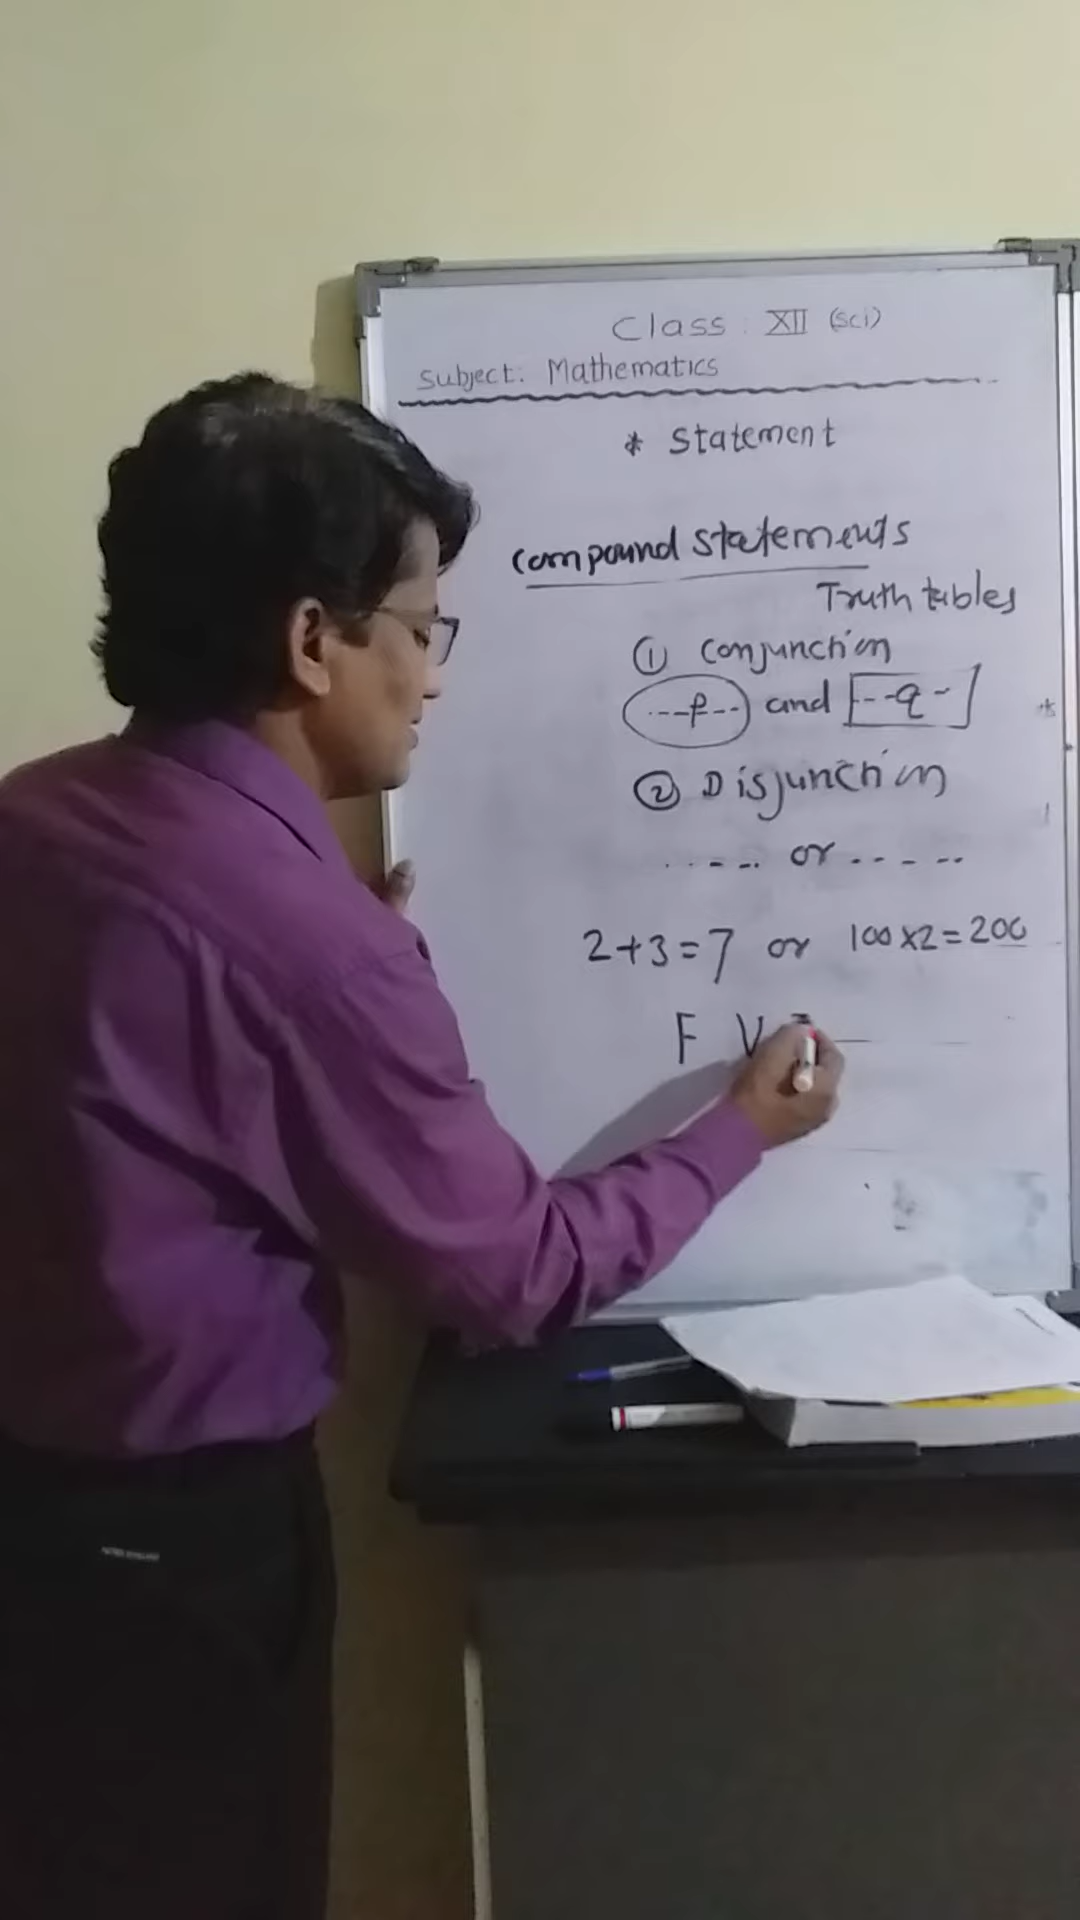 Class : XII (Sci)
Subject: Mathematics
* Statement
Compound statements
Truth tables
① Conjunction
---p--- and ---q--
② Disjunction
..... or .....
2+3=7 or 100×2=200
F V